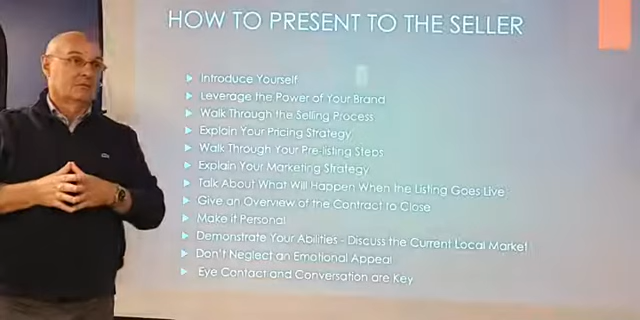 HOW TO PRESENT TO THE SELLER
Introduce Yourself
Leverage the Power of Your Brand
Walk Through the Selling Process
Explain Your Pricing Strategy
Walk Through Your Pre-listing Steps
Explain Your Marketing Strategy
Talk About What Will Happen When the Listing Goes Live
Give an Overview of the Contract to Close
Make it Personal
Demonstrate Your Abilities - Discuss the Current Local Market
Don't Neglect an Emotional Appeal
Eye Contact and Conversation are Key